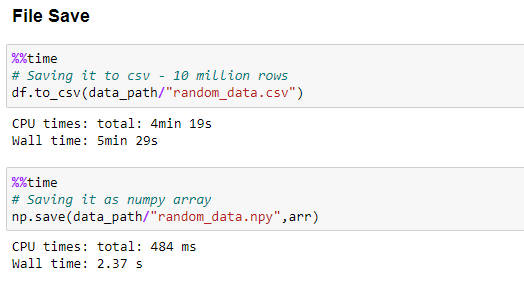 File Save
%%time
# Saving it to csv - 10 million rows
df.to_csv(data_path/"random_data.csv")
CPU times: total: 4min 19s
Wall time: 5min 29s
%%time
# Saving it as numpy array
np.save(data_path/"random_data.npy",arr)
CPU times: total: 484 ms
Wall time: 2.37 s